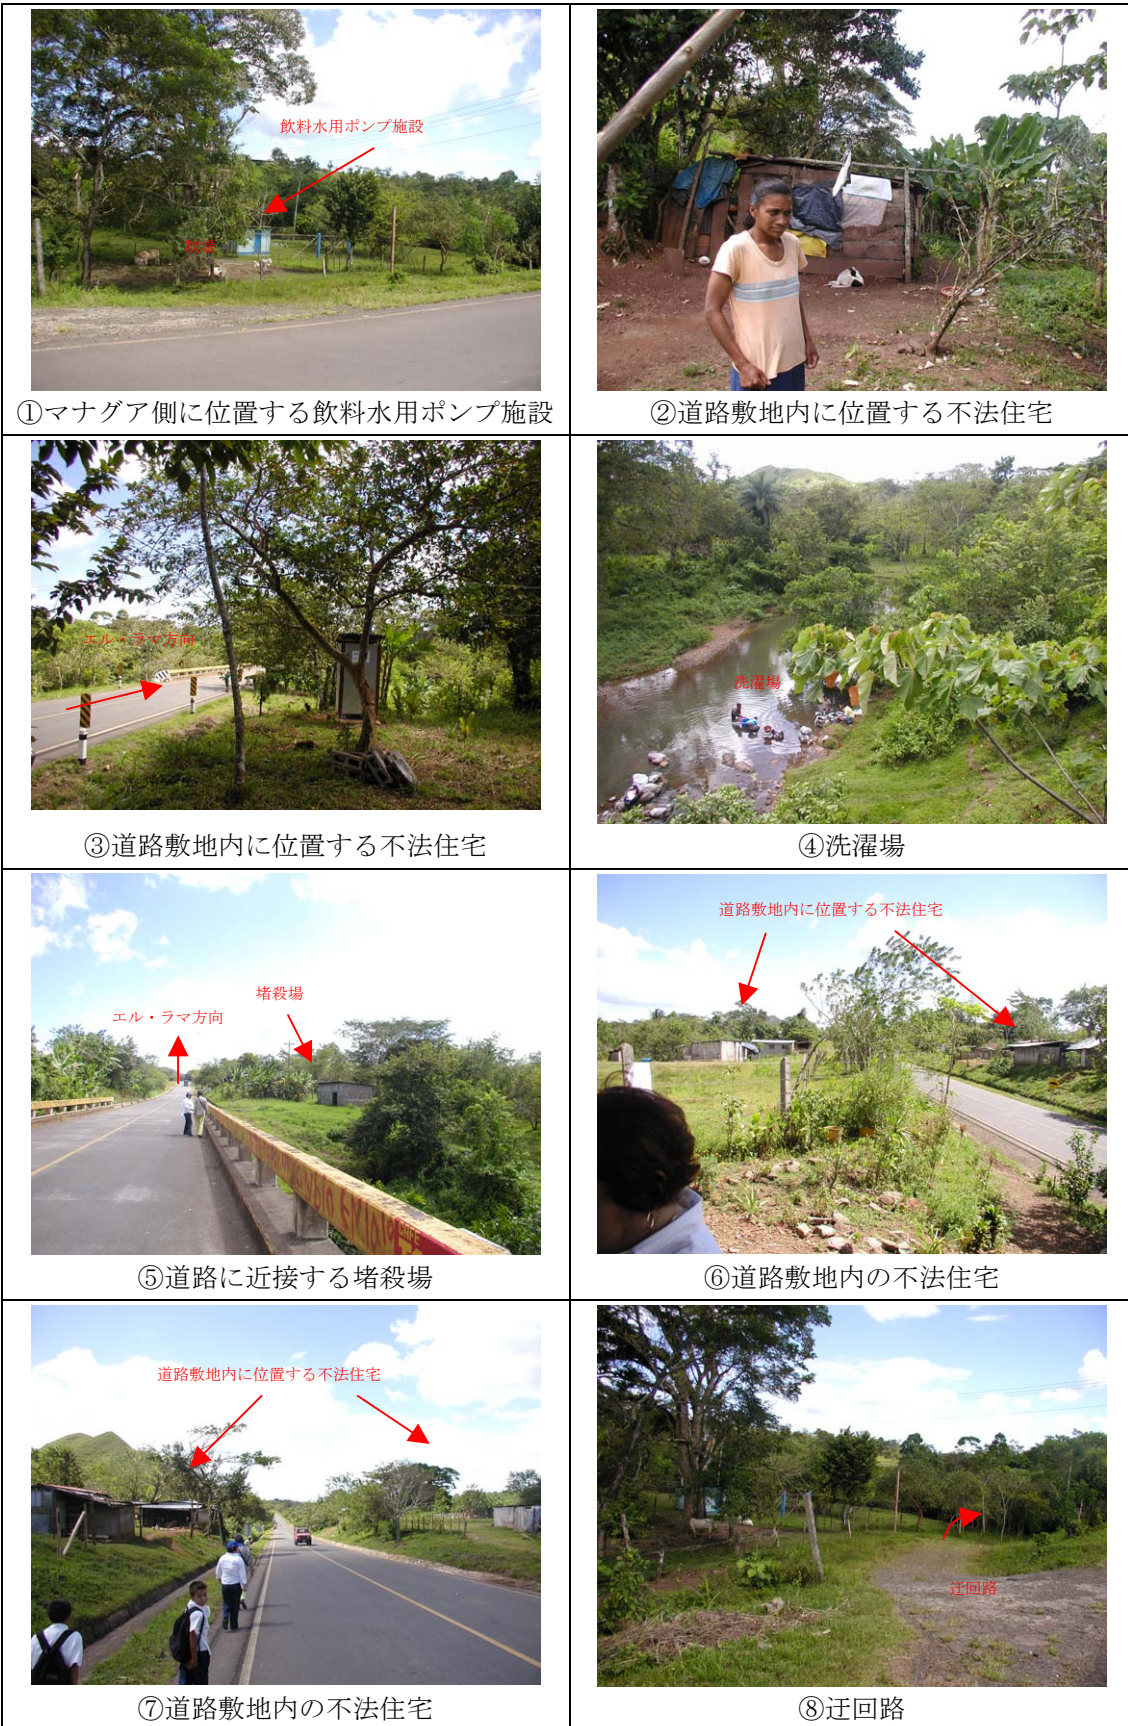 飲料水用ポンプ施設
牧場
①マナグア側に位置する飲料水用ポンプ施設
②道路敷地内に位置する不法住宅
エル・ラマ方向
③道路敷地内に位置する不法住宅
洗濯場
④洗濯場
堵殺場
エル・ラマ方向
⑤道路に近接する堵殺場
道路敷地内に位置する不法住宅
⑥道路敷地内の不法住宅
道路敷地内に位置する不法住宅
⑦道路敷地内の不法住宅
迂回路
⑧迂回路